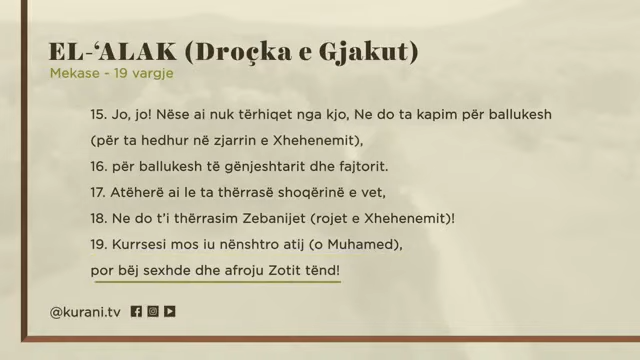 EL-‘ALAK (Droçka e Gjakut)
Mekase - 19 vargje
15. Jo, jo! Nëse ai nuk tërhiqet nga kjo, Ne do ta kapim për ballukesh
(për ta hedhur në zjarrin e Xhehenemit),
16. për ballukesh të gënjeshtarit dhe fajtorit.
17. Atëherë ai le ta thërrasë shoqërinë e vet,
18. Ne do t’i thërrasim Zebanijet (rojet e Xhehenemit)!
19. Kurrsesi mos iu nënshtro atij (o Muhamed),
por bëj sexhde dhe afroju Zotit tënd!
@kurani.tv